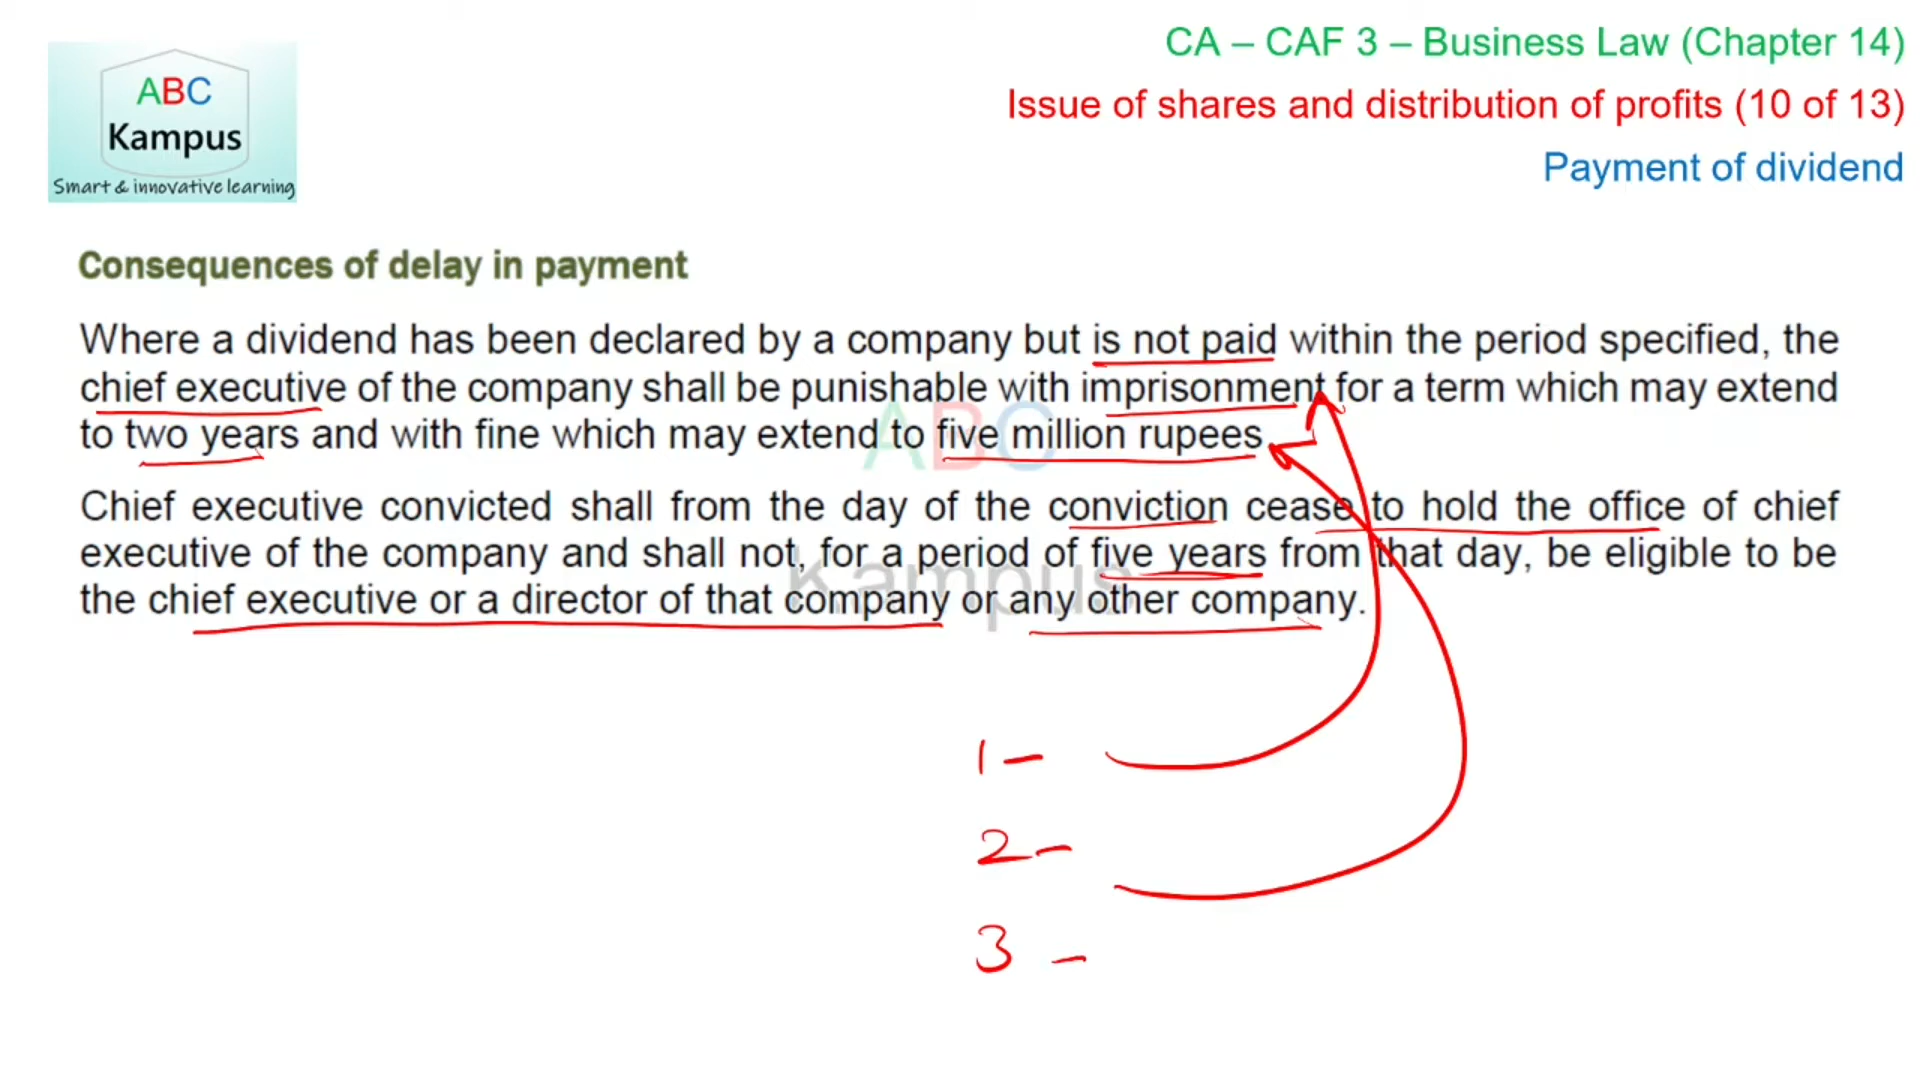 CA – CAF 3 – Business Law (Chapter 14)
Issue of shares and distribution of profits (10 of 13)
Payment of dividend
ABC
Kampus
Smart & innovative learning
Consequences of delay in payment
Where a dividend has been declared by a company but is not paid within the period specified, the
chief executive of the company shall be punishable with imprisonment for a term which may extend
to two years and with fine which may extend to five million rupees.
Chief executive convicted shall from the day of the conviction cease to hold the office of chief
executive of the company and shall not, for a period of five years from that day, be eligible to be
the chief executive or a director of that company or any other company.
ABC
Kampus
1 -
2 -
3 -